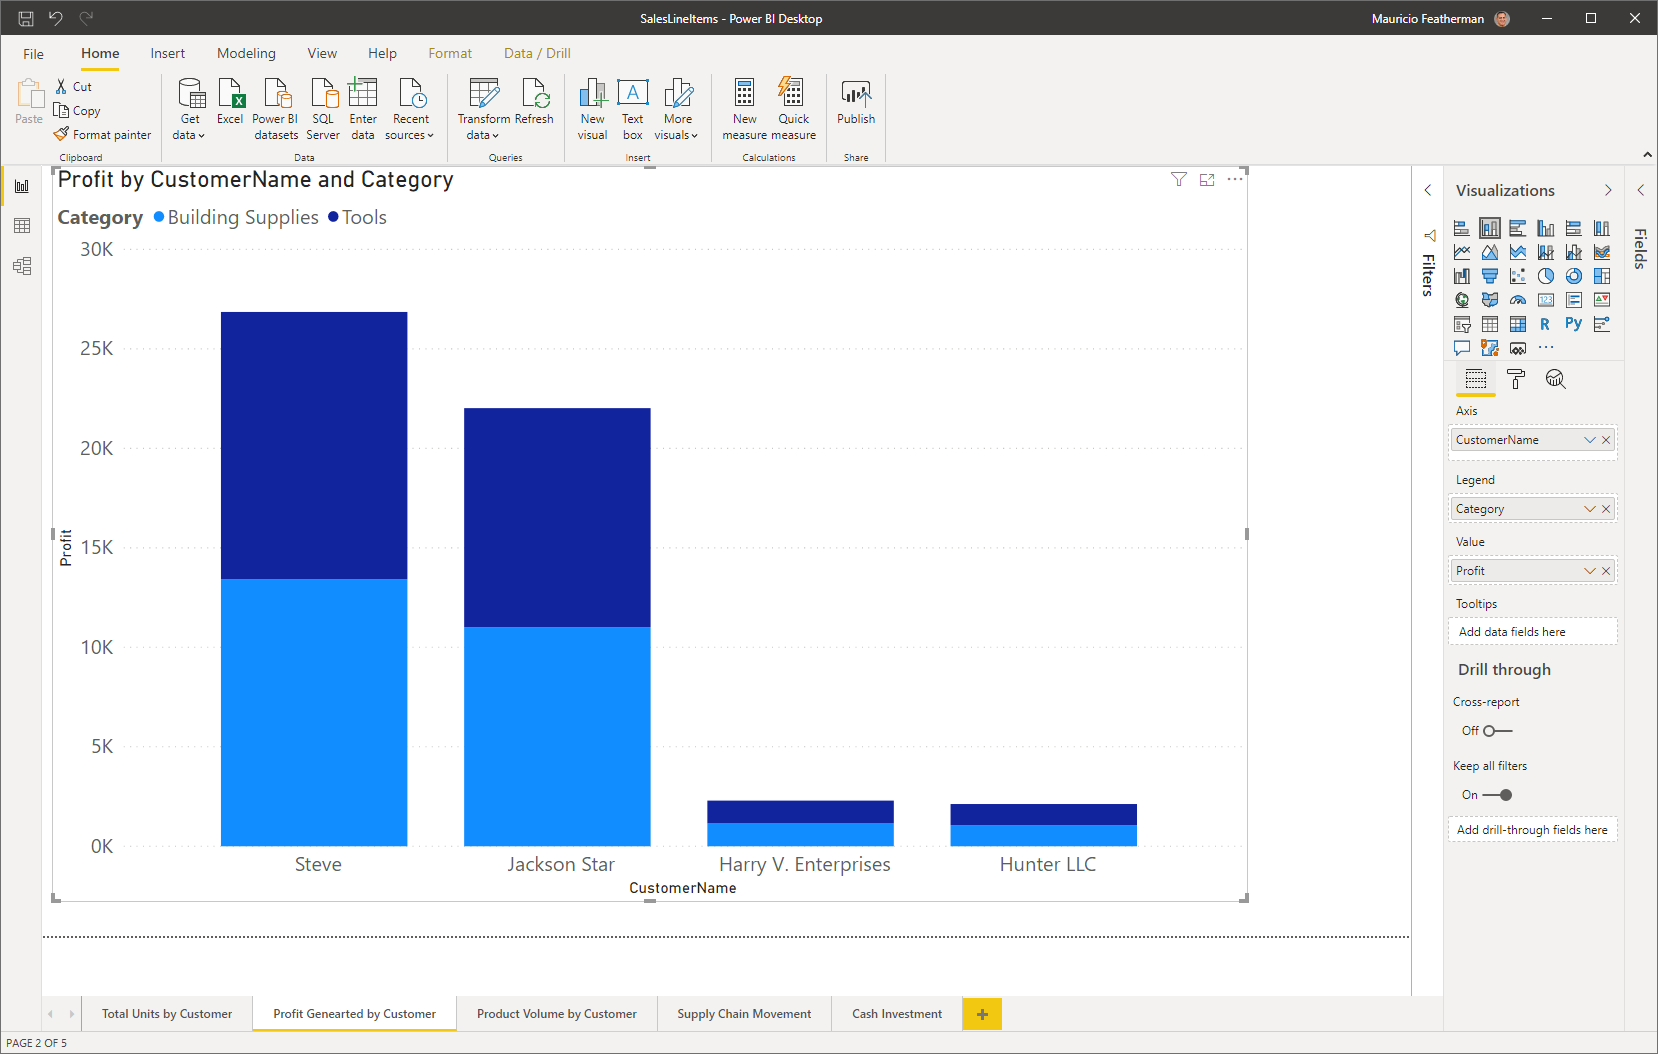 SalesLineItems - Power BI Desktop
Mauricio Featherman
File Home Insert Modeling View Help Format Data / Drill
Paste
Cut
Copy
Format painter
Clipboard
Get data
Excel
Power BI datasets
SQL Server
Enter data
Recent sources
Data
Transform data
Refresh
Queries
New visual
Text box
More visuals
Insert
New measure
Quick measure
Calculations
Publish
Share
Profit by CustomerName and Category
Category Building Supplies Tools
30K
25K
20K
15K
10K
5K
0K
Profit
Steve Jackson Star Harry V. Enterprises Hunter LLC
CustomerName
Filters
Visualizations
Fields
123
R
Py
Axis
CustomerName
Legend
Category
Value
Profit
Tooltips
Add data fields here
Drill through
Cross-report
Off
Keep all filters
On
Add drill-through fields here
Total Units by Customer Profit Genearted by Customer Product Volume by Customer Supply Chain Movement Cash Investment
PAGE 2 OF 5